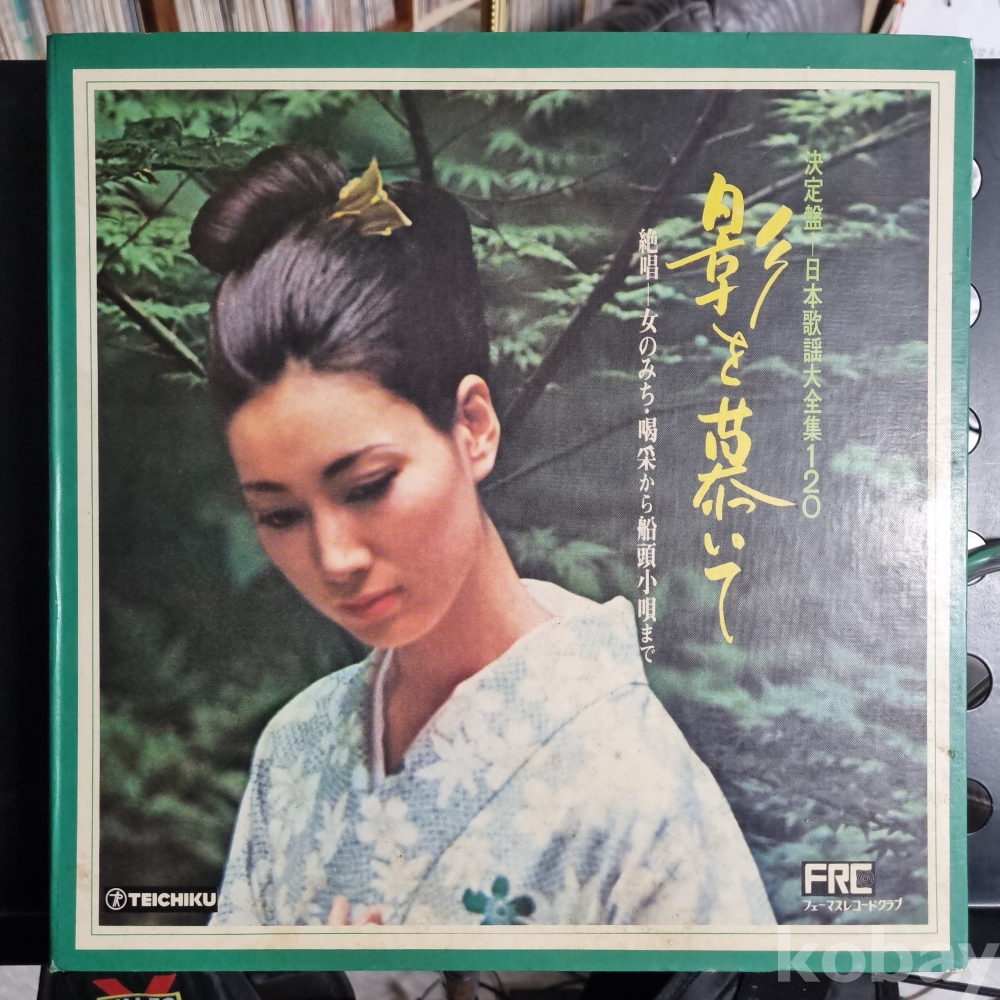 決定盤—日本歌謡大全集120
影を慕いて
絶唱—女のみち・喝采から船頭小唄まで
TEICHIKU
FRC
フェーマスレコードクラブ
kobay